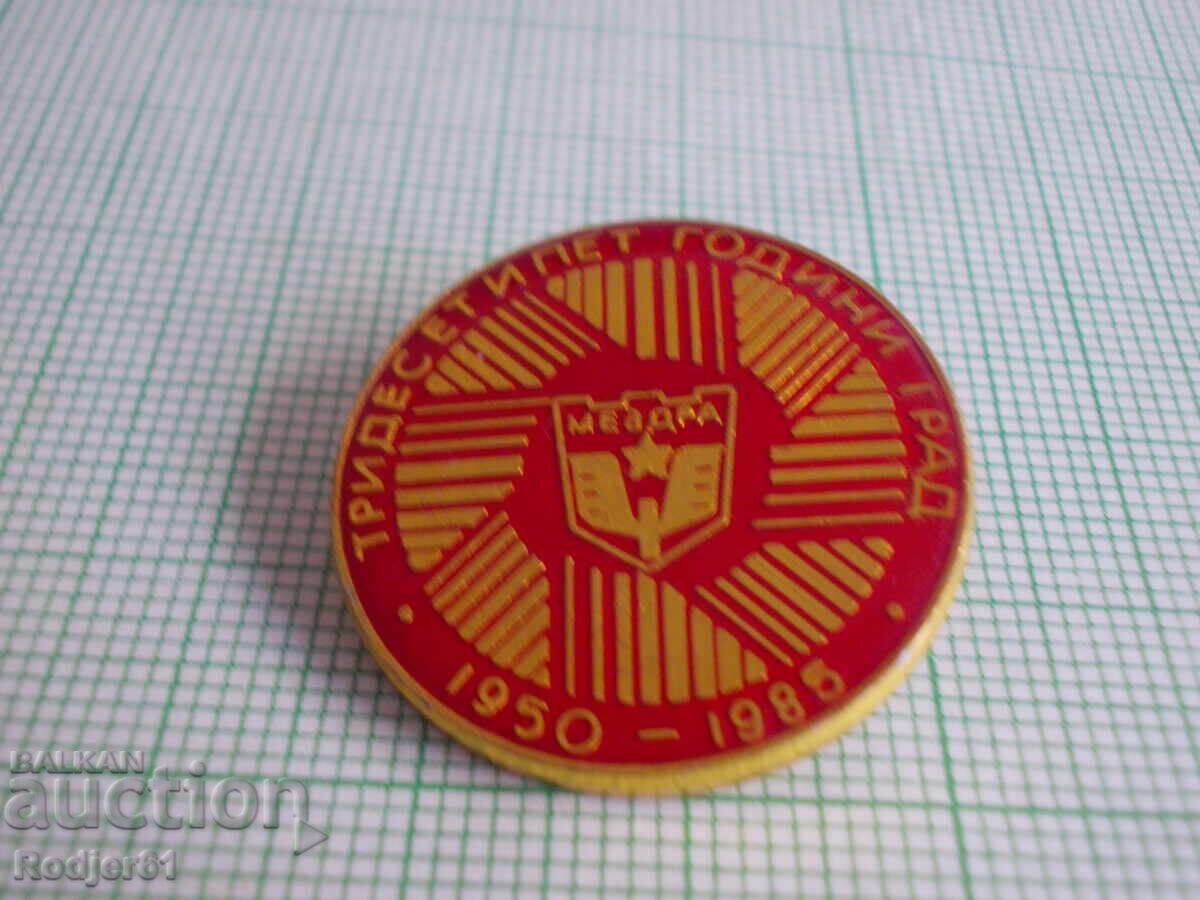 ТРИДЕСЕТ И ПЕТ ГОДИНИ ГРАД
МЕЗДРА
· 1950 – 1985 ·
BALKAN
auction
Rodjer61